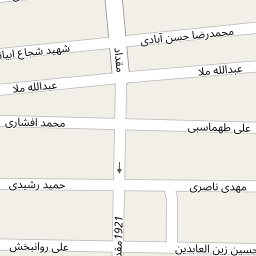 محمدرضا حسن آبادی
شهید شجاع ابیانه
مقداد
عبدالله ملا
عبدالله ملا
علی طهماسبی
محمد افشاری
مهدی ناصری
حمید رشیدی
1921
حسین زین العابدین
علی روانبخش